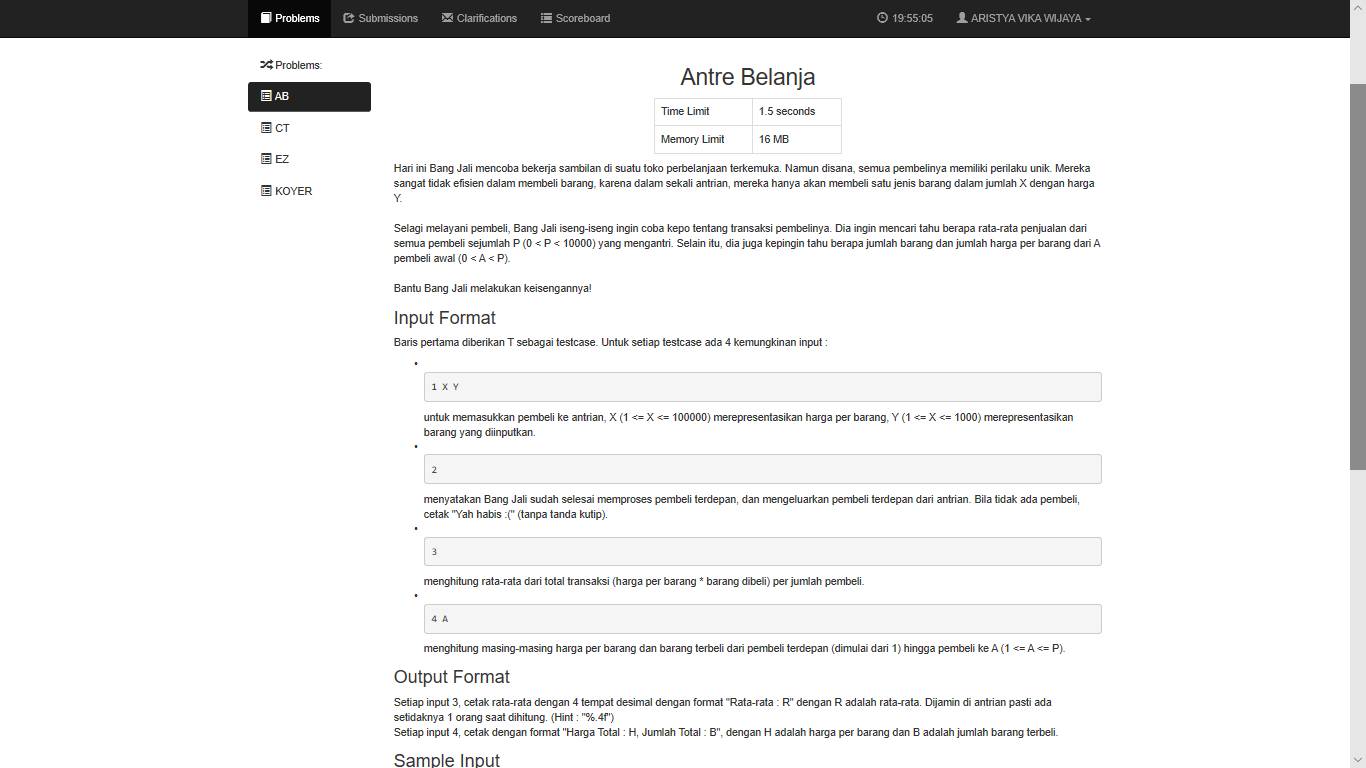 Problems Submissions Clarifications Scoreboard 19:55:05 ARISTYA VIKA WIJAYA
Problems:
AB
CT
EZ
KOYER
Antre Belanja
Time Limit 1.5 seconds
Memory Limit 16 MB
Hari ini Bang Jali mencoba bekerja sambilan di suatu toko perbelanjaan terkemuka. Namun disana, semua pembelinya memiliki perilaku unik. Mereka
sangat tidak efisien dalam membeli barang, karena dalam sekali antrian, mereka hanya akan membeli satu jenis barang dalam jumlah X dengan harga
Y.
Selagi melayani pembeli, Bang Jali iseng-iseng ingin coba kepo tentang transaksi pembelinya. Dia ingin mencari tahu berapa rata-rata penjualan dari
semua pembeli sejumlah P (0 < P < 10000) yang mengantri. Selain itu, dia juga kepingin tahu berapa jumlah barang dan jumlah harga per barang dari A
pembeli awal (0 < A < P).
Bantu Bang Jali melakukan keisengannya!
Input Format
Baris pertama diberikan T sebagai testcase. Untuk setiap testcase ada 4 kemungkinan input :
•
1 X Y
untuk memasukkan pembeli ke antrian, X (1 <= X <= 100000) merepresentasikan harga per barang, Y (1 <= X <= 1000) merepresentasikan
barang yang diinputkan.
•
2
menyatakan Bang Jali sudah selesai memproses pembeli terdepan, dan mengeluarkan pembeli terdepan dari antrian. Bila tidak ada pembeli,
cetak "Yah habis :(" (tanpa tanda kutip).
•
3
menghitung rata-rata dari total transaksi (harga per barang * barang dibeli) per jumlah pembeli.
•
4 A
menghitung masing-masing harga per barang dan barang terbeli dari pembeli terdepan (dimulai dari 1) hingga pembeli ke A (1 <= A <= P).
Output Format
Setiap input 3, cetak rata-rata dengan 4 tempat desimal dengan format "Rata-rata : R" dengan R adalah rata-rata. Dijamin di antrian pasti ada
setidaknya 1 orang saat dihitung. (Hint : "%.4f")
Setiap input 4, cetak dengan format "Harga Total : H, Jumlah Total : B", dengan H adalah harga per barang dan B adalah jumlah barang terbeli.
Sample Input